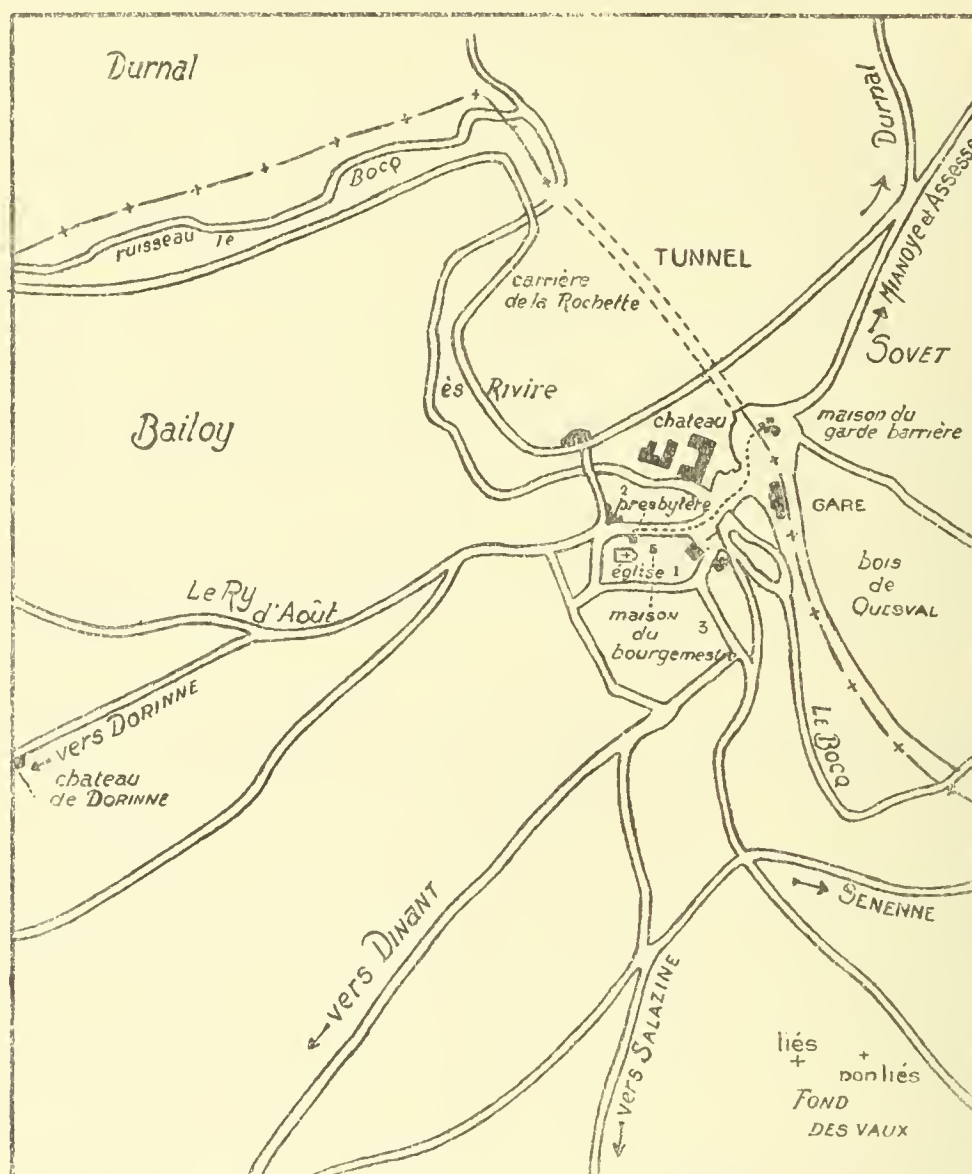 Durnal
Durnal
MIANOYE et ASSESSE
SOVET
ruisseau le BOCQ
TUNNEL
carrière
de la Rochette
ès RIVIRE
Bailoy
chateau
maison du
garde barrière
2
presbytère
GARE
5
église 1
bois
de
QUESVAL
Le Ry
d'Août
maison
du
bourgemestre
3
vers DORINNE
chateau
de DORINNE
LE BOCQ
SENENNE
vers DINANT
vers SALAZINE
liés
non liés
FOND
DES VAUX